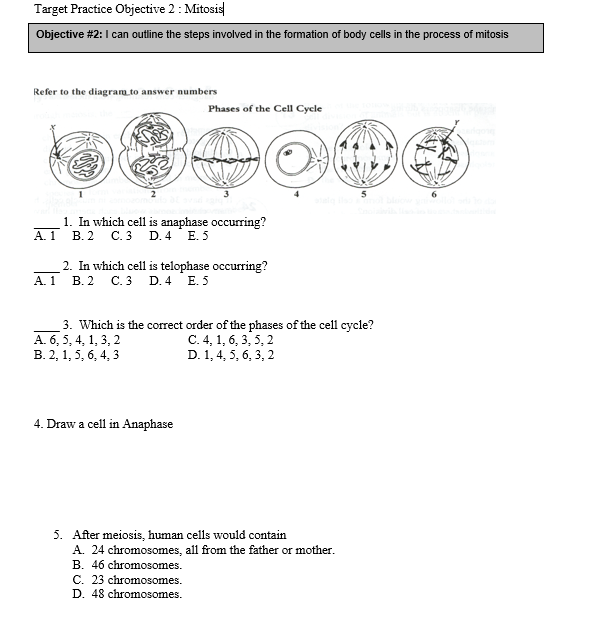 Target Practice Objective 2 : Mitosis
Objective #2: I can outline the steps involved in the formation of body cells in the process of mitosis
Refer to the diagram to answer numbers
Phases of the Cell Cycle
X
Y
1 2 3 4 5 6
____ 1. In which cell is anaphase occurring?
A. 1 B. 2 C. 3 D. 4 E. 5
____ 2. In which cell is telophase occurring?
A. 1 B. 2 C. 3 D. 4 E. 5
____ 3. Which is the correct order of the phases of the cell cycle?
A. 6, 5, 4, 1, 3, 2 C. 4, 1, 6, 3, 5, 2
B. 2, 1, 5, 6, 4, 3 D. 1, 4, 5, 6, 3, 2
4. Draw a cell in Anaphase
5. After meiosis, human cells would contain
A. 24 chromosomes, all from the father or mother.
B. 46 chromosomes.
C. 23 chromosomes.
D. 48 chromosomes.